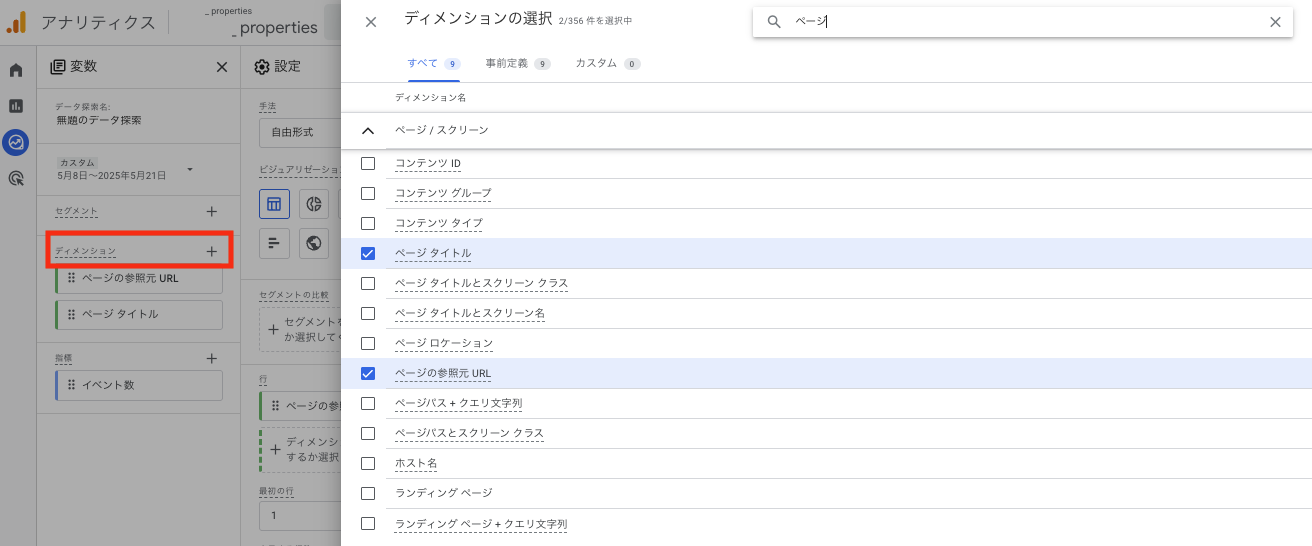 アナリティクス
_ properties
_ properties
変数
データ探索名:
無題のデータ探索
カスタム
5月8日～2025年5月21日
セグメント
ディメンション
ページの参照元 URL
ページ タイトル
指標
イベント数
設定
手法
自由形式
ビジュアリゼーション
セグメントの比較
セグメントを
か選択して
行
ページの参照
ディメンシ
するか選択
最初の行
1
ディメンションの選択 2/356 件を選択中
ページ
すべて 9
事前定義 9
カスタム 0
ディメンション名
ページ / スクリーン
コンテンツ ID
コンテンツ グループ
コンテンツ タイプ
ページ タイトル
ページ タイトルとスクリーン クラス
ページ タイトルとスクリーン名
ページ ロケーション
ページの参照元 URL
ページパス + クエリ文字列
ページパスとスクリーン クラス
ホスト名
ランディング ページ
ランディング ページ + クエリ文字列